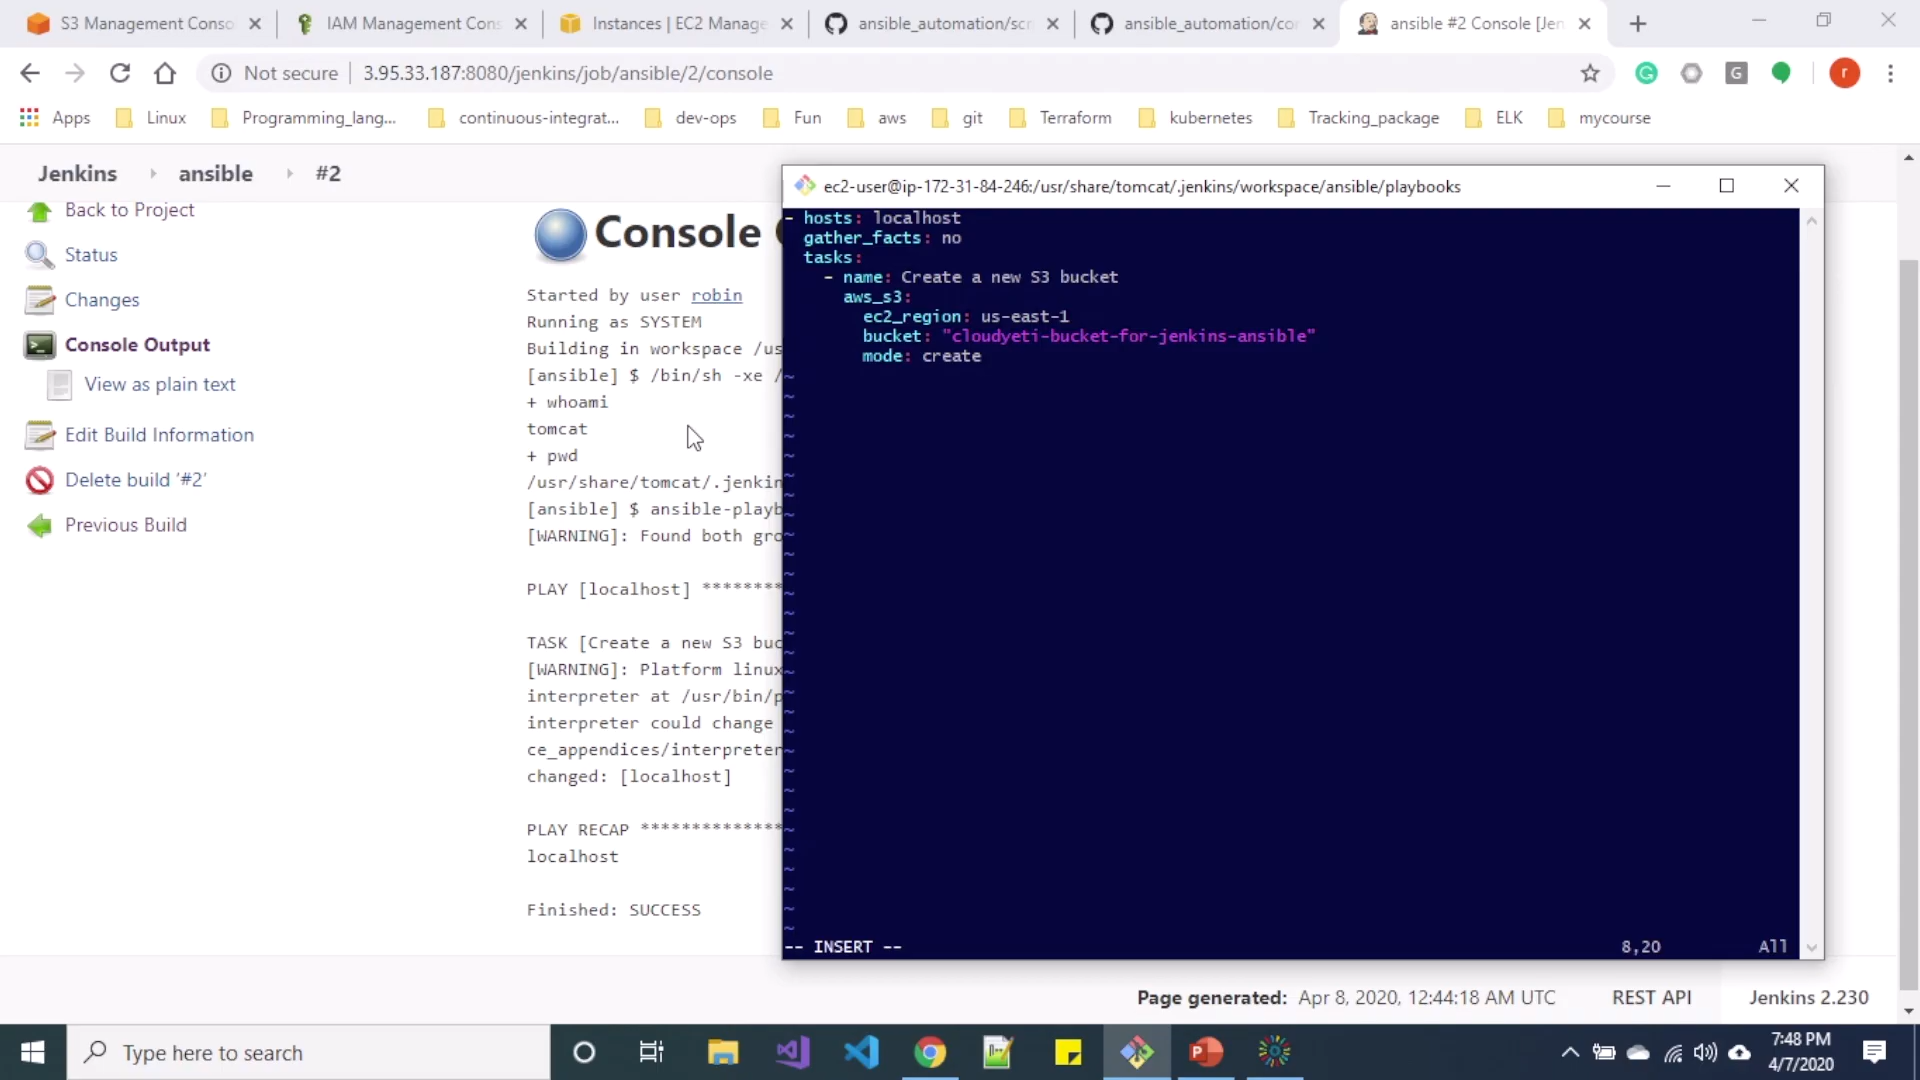 S3 Management Conso
IAM Management Cons
Instances | EC2 Manage
ansible_automation/scri
ansible_automation/cor
ansible #2 Console [Jen
Not secure
3.95.33.187:8080/jenkins/job/ansible/2/console
G
r
Apps
Linux
Programming_lang...
continuous-integrat...
dev-ops
Fun
aws
git
Terraform
kubernetes
Tracking_package
ELK
mycourse
Jenkins
ansible
#2
Back to Project
Status
Changes
Console Output
View as plain text
Edit Build Information
Delete build '#2'
Previous Build
Console
Started by user robin
Running as SYSTEM
Building in workspace /us
[ansible] $ /bin/sh -xe /
+ whoami
tomcat
+ pwd
/usr/share/tomcat/.jenkin
[ansible] $ ansible-playb
[WARNING]: Found both gro
PLAY [localhost] ********
TASK [Create a new S3 buc
[WARNING]: Platform linux
interpreter at /usr/bin/p
interpreter could change
ce_appendices/interpreter
changed: [localhost]
PLAY RECAP **************
localhost
Finished: SUCCESS
ec2-user@ip-172-31-84-246:/usr/share/tomcat/.jenkins/workspace/ansible/playbooks
- hosts: localhost
gather_facts: no
tasks:
- name: Create a new S3 bucket
aws_s3:
ec2_region: us-east-1
bucket: "cloudyeti-bucket-for-jenkins-ansible"
mode: create
-- INSERT --
8,20
All
Page generated: Apr 8, 2020, 12:44:18 AM UTC
REST API
Jenkins 2.230
Type here to search
7:48 PM
4/7/2020